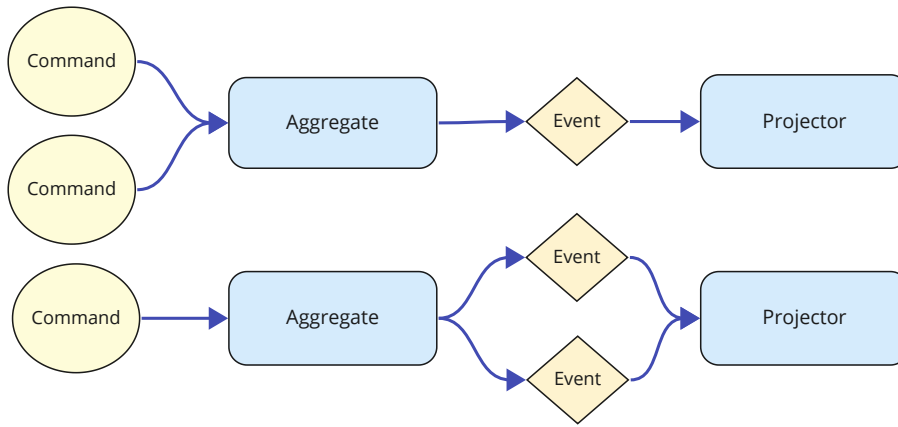 Command
Aggregate
Event
Projector
Command
Event
Command
Aggregate
Projector
Event